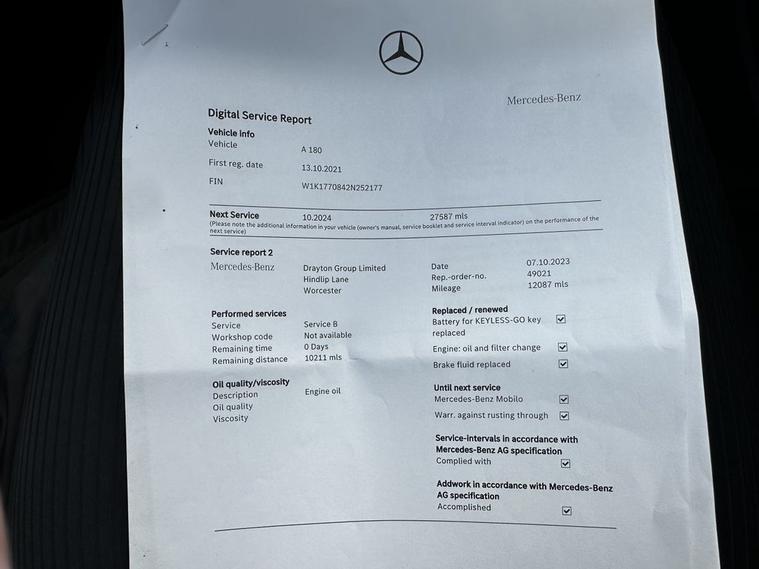 Mercedes-Benz
Digital Service Report
Vehicle info
Vehicle A 180
First reg. date 13.10.2021
FIN W1K1770842N252177
Next Service 10.2024 27587 mls
(Please note the additional information in your vehicle (owner's manual, service booklet and service interval indicator) on the performance of the
next service)
Service report 2
Mercedes-Benz Drayton Group Limited
Hindlip Lane
Worcester
Date 07.10.2023
Rep.-order-no. 49021
Mileage 12087 mls
Performed services
Service Service B
Workshop code Not available
Remaining time 0 Days
Remaining distance 10211 mls
Oil quality/viscosity
Description Engine oil
Oil quality
Viscosity
Replaced / renewed
Battery for KEYLESS-GO key
replaced
Engine: oil and filter change
Brake fluid replaced
Until next service
Mercedes-Benz Mobilo
Warr. against rusting through
Service-intervals in accordance with
Mercedes-Benz AG specification
Complied with
Addwork in accordance with Mercedes-Benz
AG specification
Accomplished